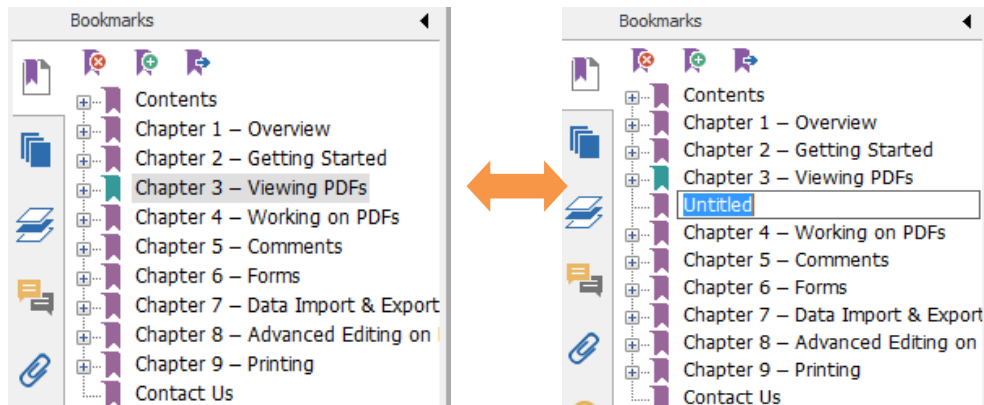 Bookmarks
Contents
Chapter 1 – Overview
Chapter 2 – Getting Started
Chapter 3 – Viewing PDFs
Chapter 4 – Working on PDFs
Chapter 5 – Comments
Chapter 6 – Forms
Chapter 7 – Data Import & Export
Chapter 8 – Advanced Editing on
Chapter 9 – Printing
Contact Us
Bookmarks
Contents
Chapter 1 – Overview
Chapter 2 – Getting Started
Chapter 3 – Viewing PDFs
Untitled
Chapter 4 – Working on PDFs
Chapter 5 – Comments
Chapter 6 – Forms
Chapter 7 – Data Import & Export
Chapter 8 – Advanced Editing on
Chapter 9 – Printing
Contact Us